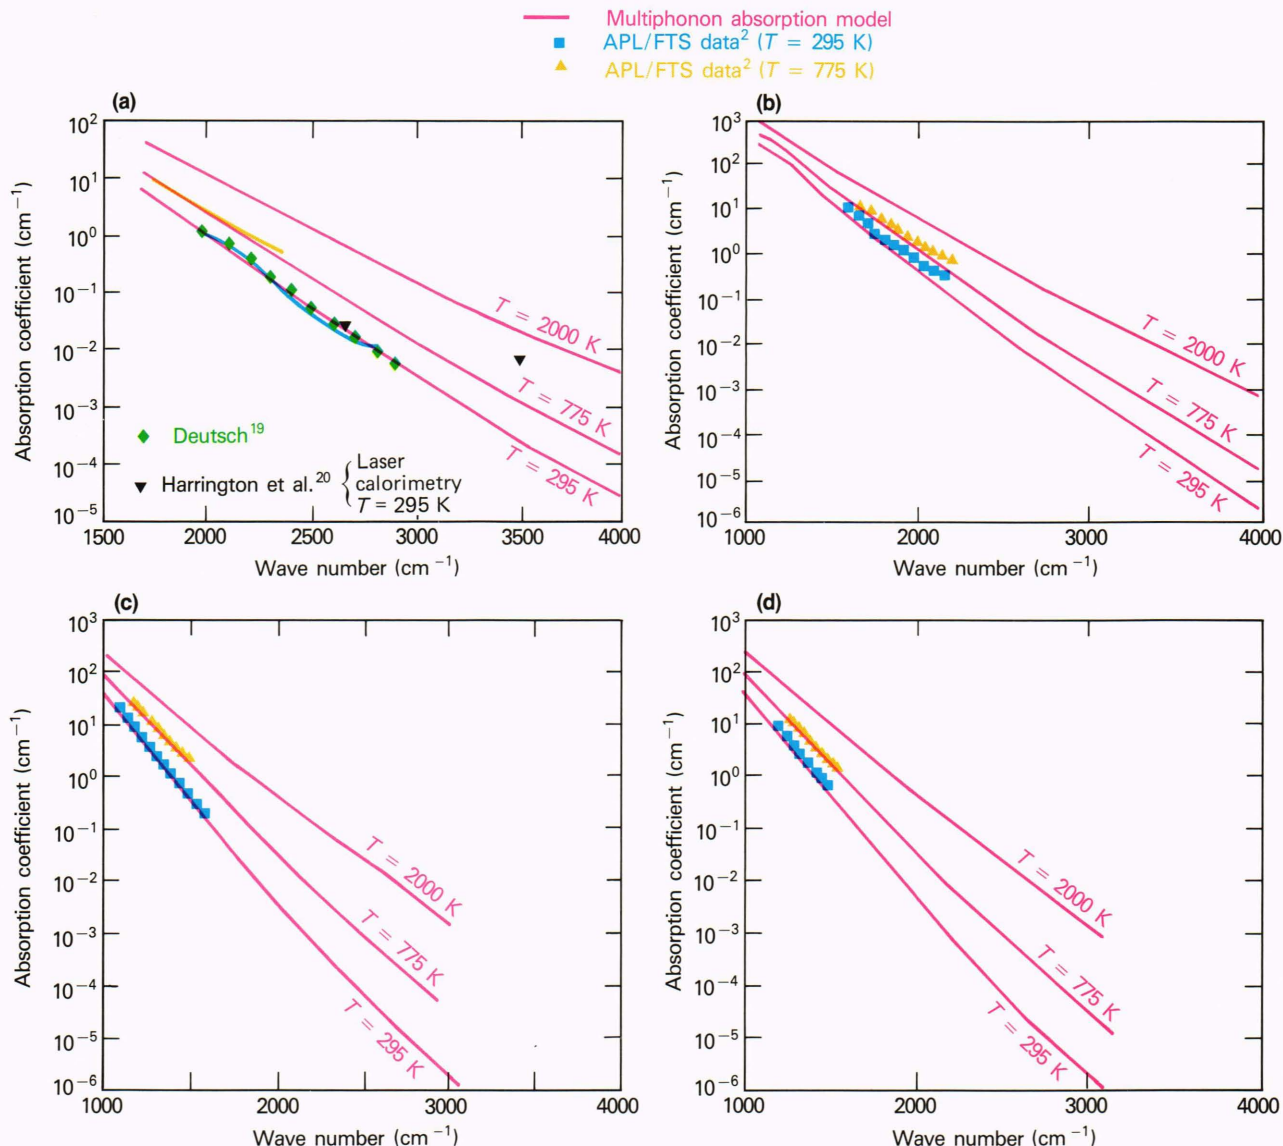 Multiphonon absorption model
APL/FTS data² (T = 295 K)
APL/FTS data² (T = 775 K)
(a)
Absorption coefficient (cm⁻¹)
10²
10¹
10⁰
10⁻¹
10⁻²
10⁻³
10⁻⁴
10⁻⁵
T = 2000 K
T = 775 K
T = 295 K
Deutsch¹⁹
Harrington et al.²⁰
Laser
calorimetry
T = 295 K
1500 2000 2500 3000 3500 4000
Wave number (cm⁻¹)
(b)
Absorption coefficient (cm⁻¹)
10³
10²
10¹
10⁰
10⁻¹
10⁻²
10⁻³
10⁻⁴
10⁻⁵
10⁻⁶
T = 2000 K
T = 775 K
T = 295 K
1000 2000 3000 4000
Wave number (cm⁻¹)
(c)
Absorption coefficient (cm⁻¹)
10³
10²
10¹
10⁰
10⁻¹
10⁻²
10⁻³
10⁻⁴
10⁻⁵
10⁻⁶
T = 2000 K
T = 775 K
T = 295 K
1000 2000 3000 4000
Wave number (cm⁻¹)
(d)
Absorption coefficient (cm⁻¹)
10³
10²
10¹
10⁰
10⁻¹
10⁻²
10⁻³
10⁻⁴
10⁻⁵
10⁻⁶
T = 2000 K
T = 775 K
T = 295 K
1000 2000 3000 4000
Wave number (cm⁻¹)